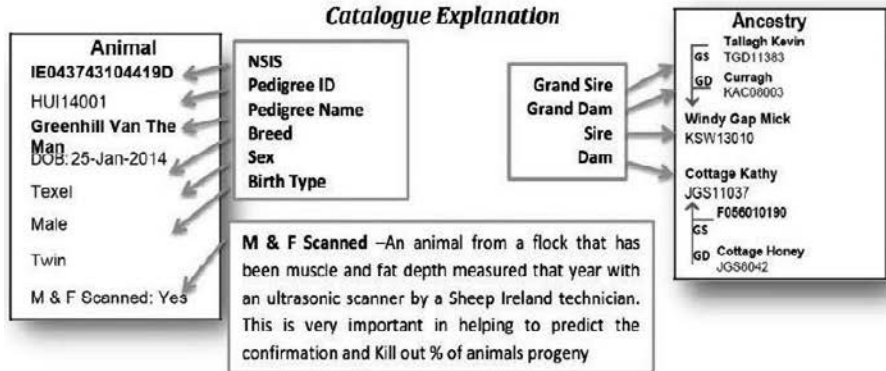 Catalogue Explanation
Animal
IE043743104419D
HUI14001
Greenhill Van The
Man
DOB: 25-Jan-2014
Texel
Male
Twin
M & F Scanned: Yes
NSIS
Pedigree ID
Pedigree Name
Breed
Sex
Birth Type
Grand Sire
Grand Dam
Sire
Dam
Ancestry
Tallagh Kevin
GS TGD11383
Curragh
GD KAC08003
Windy Gap Mick
KSW13010
Cottage Kathy
JGS11037
F056010190
GS
GD Cottage Honey
JGS8042
M & F Scanned –An animal from a flock that has
been muscle and fat depth measured that year with
an ultrasonic scanner by a Sheep Ireland technician.
This is very important in helping to predict the
confirmation and Kill out % of animals progeny